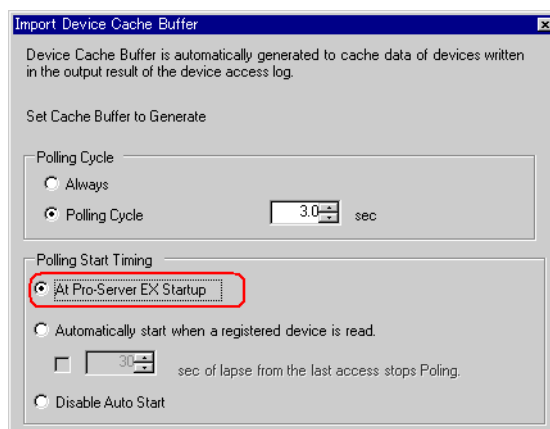 Import Device Cache Buffer
Device Cache Buffer is automatically generated to cache data of devices written
in the output result of the device access log.
Set Cache Buffer to Generate
Polling Cycle
Always
Polling Cycle 3.0 sec
Polling Start Timing
At Pro-Server EX Startup
Automatically start when a registered device is read.
30 sec of lapse from the last access stops Poling.
Disable Auto Start